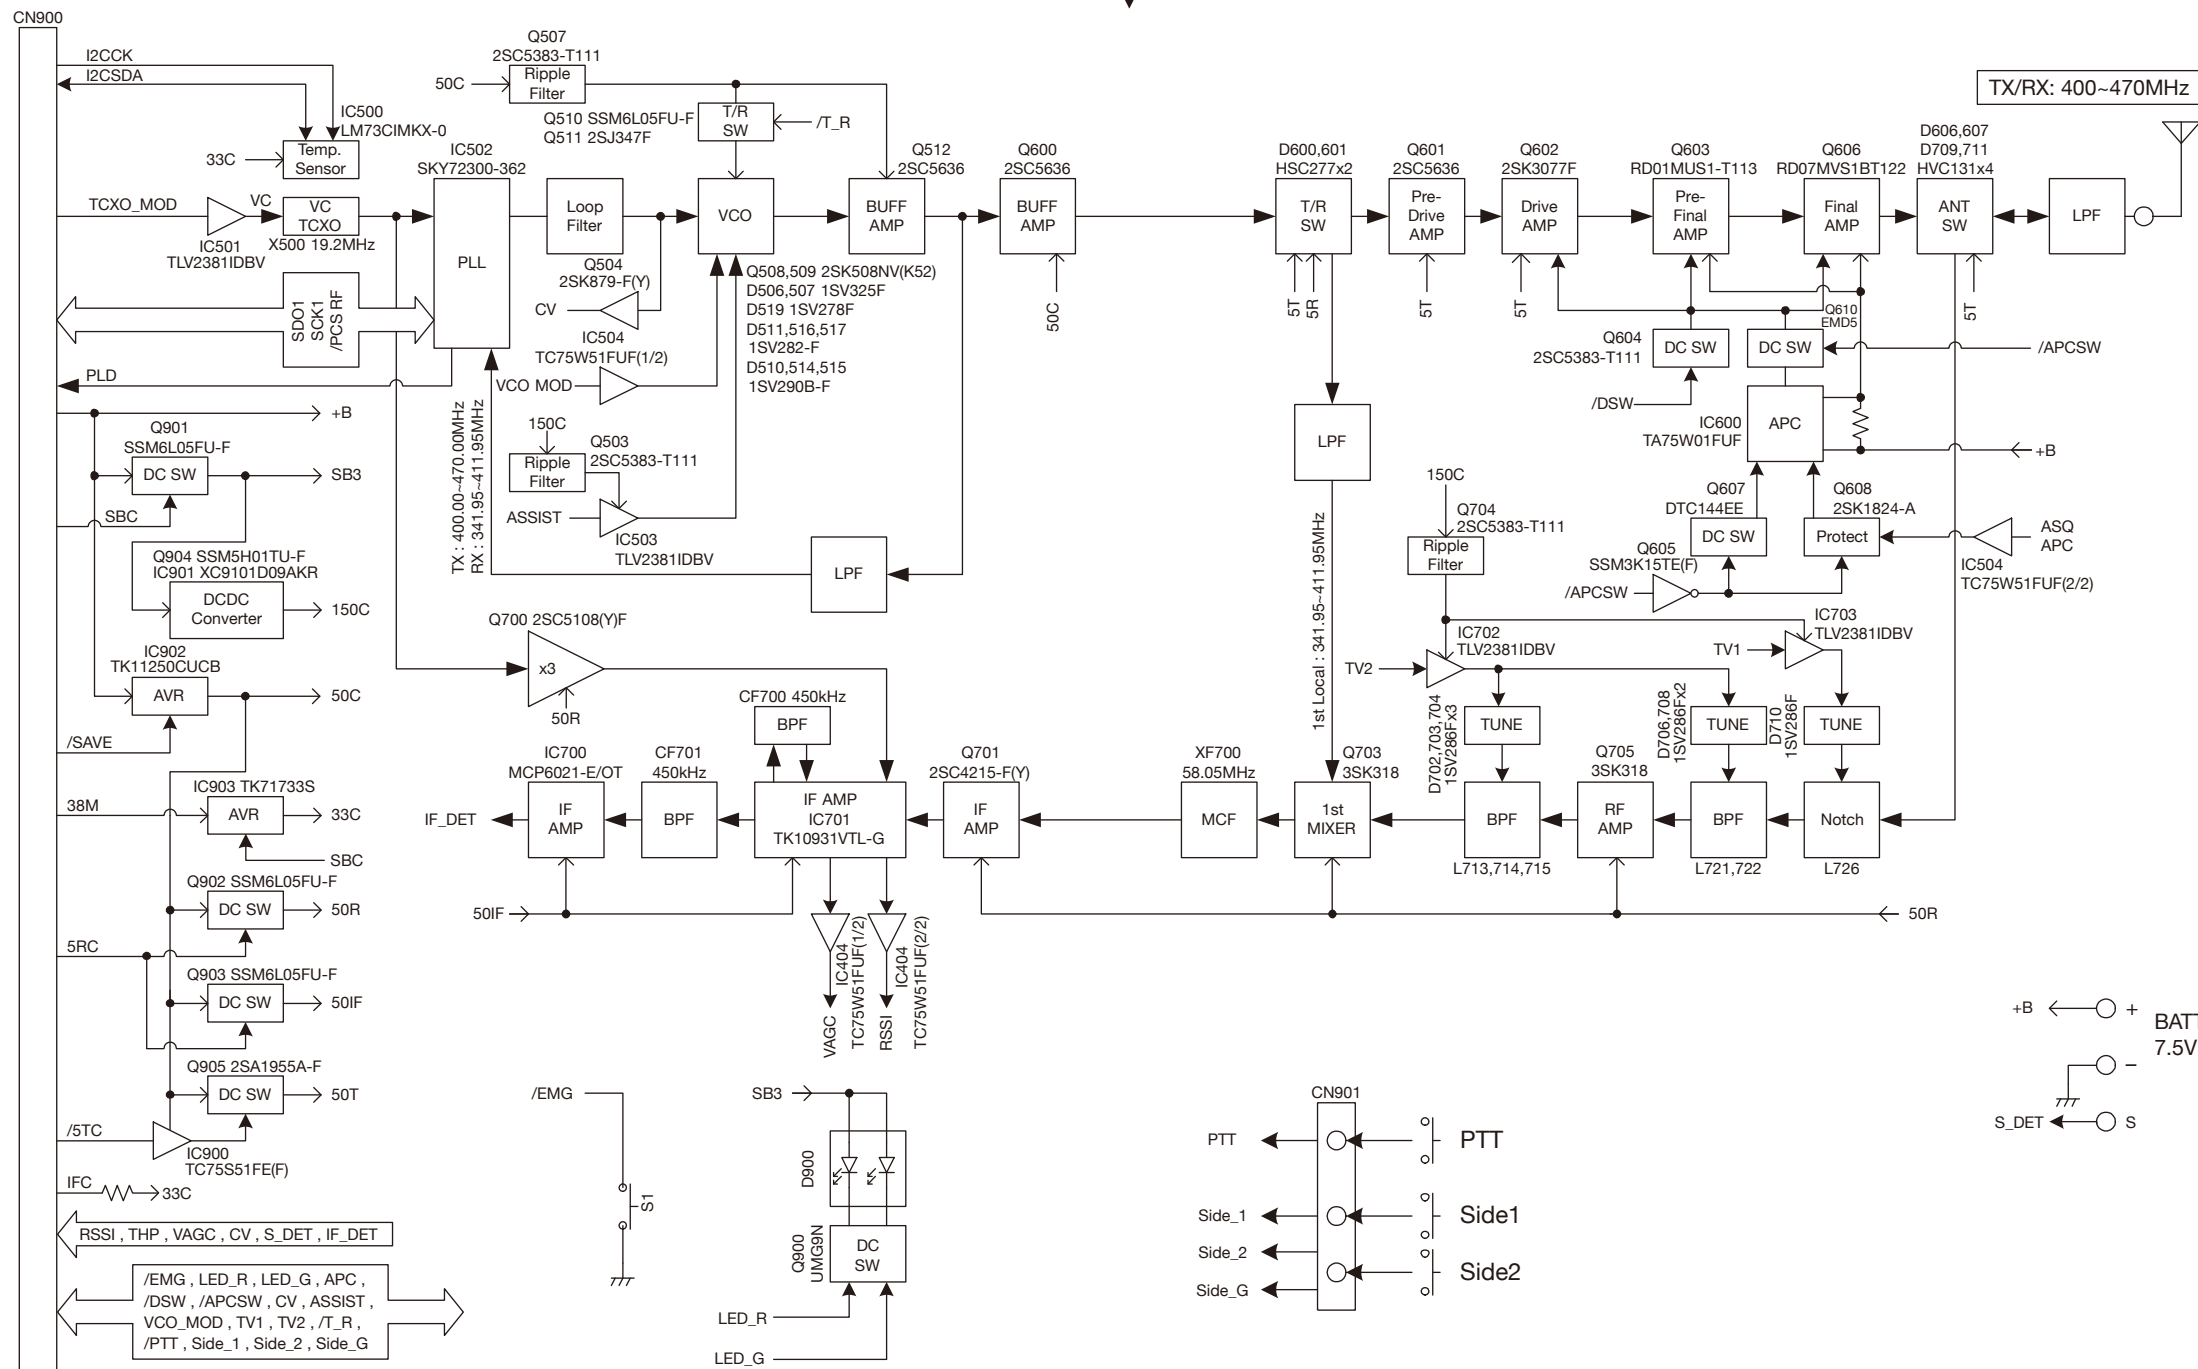 CN900
I2CCK
I2CSDA
IC500
LM73CIMKX-0
33C
Temp.
Sensor
TCXO_MOD
VC
VC
TCXO
IC501
TLV2381IDBV
X500 19.2MHz
SDO1
SCK1
/PCS RF
PLD
Q507
2SC5383-T111
50C
Ripple
Filter
Q510 SSM6L05FU-F
Q511 2SJ347F
T/R
SW
/T_R
IC502
SKY72300-362
PLL
Loop
Filter
VCO
Q512
2SC5636
BUFF
AMP
Q600
2SC5636
BUFF
AMP
50C
Q504
2SK879-F(Y)
CV
IC504
TC75W51FUF(1/2)
VCO MOD
Q508,509 2SK508NV(K52)
D506,507 1SV325F
D519 1SV278F
D511,516,517
1SV282-F
D510,514,515
1SV290B-F
TX : 400.00~470.00MHz
RX : 341.95~411.95MHz
150C
Q503
2SC5383-T111
Ripple
Filter
ASSIST
IC503
TLV2381IDBV
LPF
TX/RX: 400~470MHz
D600,601
HSC277x2
T/R
SW
5T
5R
Q601
2SC5636
Pre-
Drive
AMP
5T
Q602
2SK3077F
Drive
AMP
5T
Q603
RD01MUS1-T113
Pre-
Final
AMP
Q606
RD07MVS1BT122
Final
AMP
D606,607
D709,711
HVC131x4
ANT
SW
5T
LPF
Q610
EMD5
Q604
2SC5383-T111
DC SW
DC SW
/APCSW
/DSW
IC600
TA75W01FUF
APC
+B
LPF
1st Local : 341.95~411.95MHz
150C
Q704
2SC5383-T111
Ripple
Filter
Q607
DTC144EE
DC SW
Q608
2SK1824-A
Protect
ASQ
APC
IC504
TC75W51FUF(2/2)
Q605
SSM3K15TE(F)
/APCSW
IC702
TLV2381IDBV
IC703
TLV2381IDBV
TV2
TV1
D702,703,704
1SV286Fx3
TUNE
D706,708
1SV286Fx2
TUNE
D710
1SV286F
TUNE
+B
Q901
SSM6L05FU-F
DC SW
SB3
SBC
Q904 SSM5H01TU-F
IC901 XC9101D09AKR
DCDC
Converter
150C
IC902
TK11250CUCB
AVR
50C
/SAVE
IC903 TK71733S
38M
AVR
33C
SBC
Q902 SSM6L05FU-F
DC SW
50R
5RC
Q903 SSM6L05FU-F
DC SW
50IF
Q905 2SA1955A-F
DC SW
50T
/5TC
IC900
TC75S51FE(F)
IFC
33C
RSSI , THP , VAGC , CV , S_DET , IF_DET
/EMG , LED_R , LED_G , APC ,
/DSW , /APCSW , CV , ASSIST ,
VCO_MOD , TV1 , TV2 , /T_R ,
/PTT , Side_1 , Side_2 , Side_G
Q700 2SC5108(Y)F
x3
50R
CF700 450kHz
BPF
IC700
MCP6021-E/OT
IF_DET
IF
AMP
CF701
450kHz
BPF
IF AMP
IC701
TK10931VTL-G
Q701
2SC4215-F(Y)
IF
AMP
XF700
58.05MHz
MCF
Q703
3SK318
1st
MIXER
BPF
L713,714,715
Q705
3SK318
RF
AMP
BPF
L721,722
Notch
L726
50IF
50R
IC404
TC75W51FUF(1/2)
VAGC
IC404
TC75W51FUF(2/2)
RSSI
/EMG
S1
SB3
D900
Q900
UMG9N
DC
SW
LED_R
LED_G
CN901
PTT
PTT
Side_1
Side1
Side_2
Side2
Side_G
+B
+
BATT
7.5V
−
S_DET
S